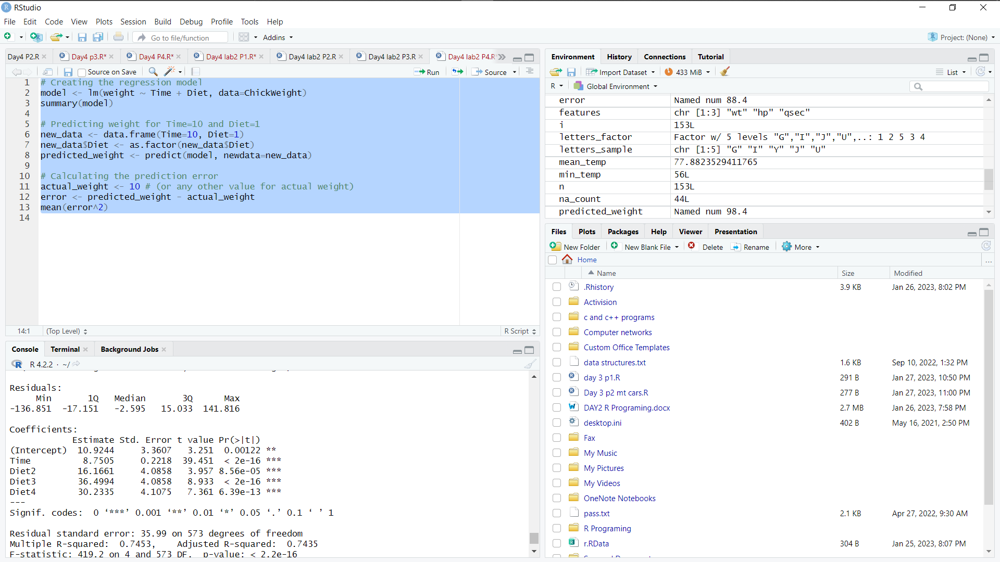 RStudio
File Edit Code View Plots Session Build Debug Profile Tools Help
Go to file/function Addins Project: (None)
Day4 P2.R Day4 p3.R* Day4 P4.R* Day4 lab2 P1.R* Day4 lab2 P2.R Day4 lab2 P3.R Day4 lab2 P4.R
Source on Save Run Source
1 # Creating the regression model
2 model <- lm(weight ~ Time + Diet, data=ChickWeight)
3 summary(model)
4
5 # Predicting weight for Time=10 and Diet=1
6 new_data <- data.frame(Time=10, Diet=1)
7 new_data$Diet <- as.factor(new_data$Diet)
8 predicted_weight <- predict(model, newdata=new_data)
9
10 # Calculating the prediction error
11 actual_weight <- 10 # (or any other value for actual weight)
12 error <- predicted_weight - actual_weight
13 mean(error^2)
14
14:1 (Top Level) R Script
Console Terminal Background Jobs
R 4.2.2 · ~/
Residuals:
Min 1Q Median 3Q Max
-136.851 -17.151 -2.595 15.033 141.816
Coefficients:
Estimate Std. Error t value Pr(>|t|)
(Intercept) 10.9244 3.3607 3.251 0.00122 **
Time 8.7505 0.2218 39.451 < 2e-16 ***
Diet2 16.1661 4.0858 3.957 8.56e-05 ***
Diet3 36.4994 4.0858 8.933 < 2e-16 ***
Diet4 30.2335 4.1075 7.361 6.39e-13 ***
---
Signif. codes: 0 ‘***’ 0.001 ‘**’ 0.01 ‘*’ 0.05 ‘.’ 0.1 ‘ ’ 1
Residual standard error: 35.99 on 573 degrees of freedom
Multiple R-squared: 0.7453, Adjusted R-squared: 0.7435
F-statistic: 419.2 on 4 and 573 DF, p-value: < 2.2e-16
Environment History Connections Tutorial
Import Dataset 433 MiB List
R Global Environment
error Named num 88.4
features chr [1:3] "wt" "hp" "qsec"
i 153L
letters_factor Factor w/ 5 levels "G","I","J","U",..: 1 2 5 3 4
letters_sample chr [1:5] "G" "I" "Y" "J" "U"
mean_temp 77.8823529411765
min_temp 56L
n 153L
na_count 44L
predicted_weight Named num 98.4
Files Plots Packages Help Viewer Presentation
New Folder New Blank File Delete Rename More
Home ...
Name Size Modified
.Rhistory 3.9 KB Jan 26, 2023, 8:02 PM
Activision
c and c++ programs
Computer networks
Custom Office Templates
data structures.txt 1.6 KB Sep 10, 2022, 1:32 PM
day 3 p1.R 291 B Jan 27, 2023, 10:50 PM
Day 3 p2 mt cars.R 277 B Jan 27, 2023, 11:00 PM
DAY2 R Programing.docx 2.7 MB Jan 26, 2023, 7:58 PM
desktop.ini 402 B May 16, 2021, 2:50 PM
Fax
My Music
My Pictures
My Videos
OneNote Notebooks
pass.txt 2.1 KB Apr 27, 2022, 9:30 AM
R Programing
r.RData 304 B Jan 25, 2023, 8:07 PM